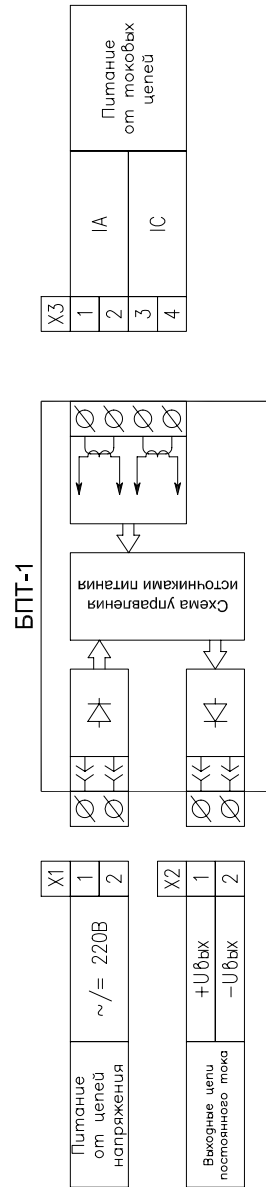 БПТ-1
X3
1
2
3
4
IA
IC
Питание
от токовых
цепей
Схема управления
источниками питания
X1
1
2
~/= 220В
Питание
от цепей
напряжения
X2
1
2
+Uвых
-Uвых
Выходные цепи
постоянного тока